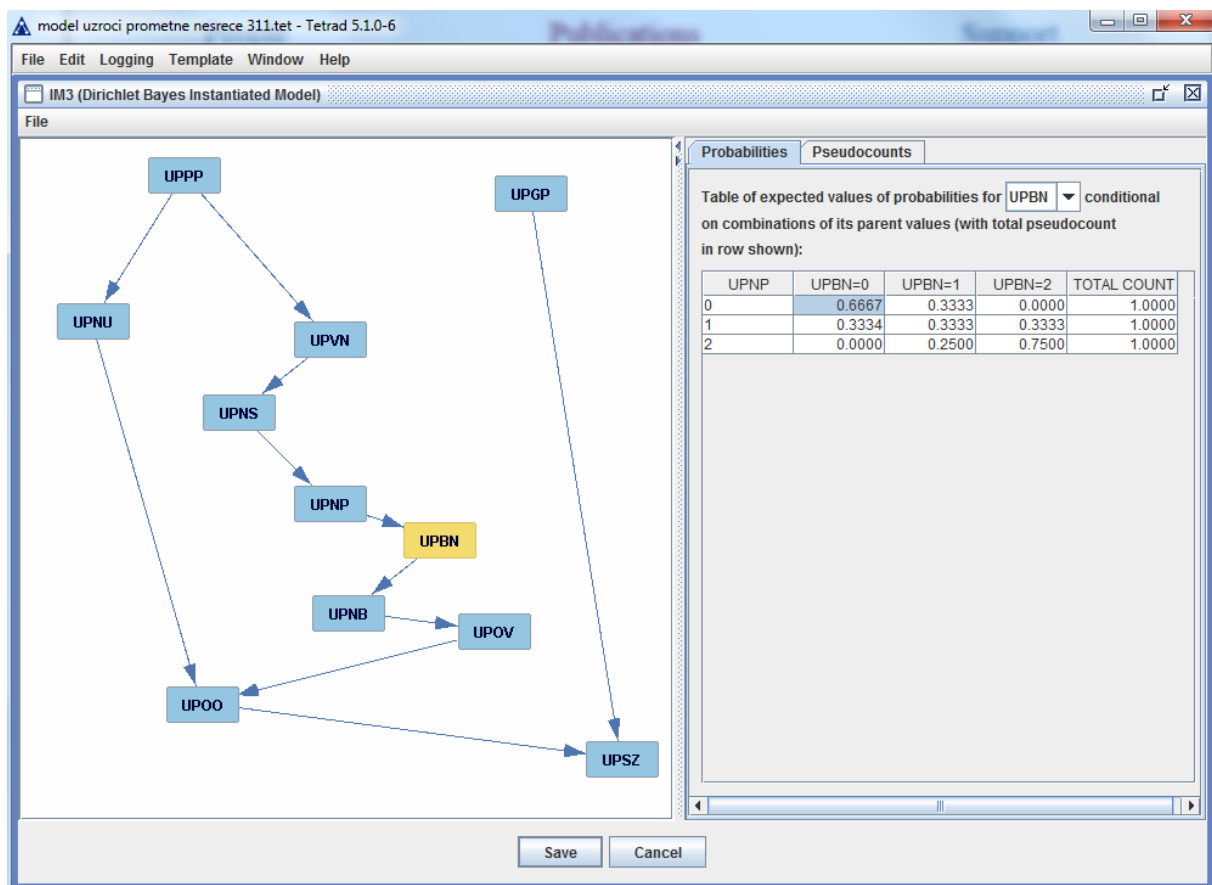 model uzroci prometne nesrece 311.tet - Tetrad 5.1.0-6
Publications
Support
File Edit Logging Template Window Help
IM3 (Dirichlet Bayes Instantiated Model)
File
UPPP
UPGP
UPNU
UPVN
UPNS
UPNP
UPBN
UPNB
UPOV
UPOO
UPSZ
Probabilities Pseudocounts
Table of expected values of probabilities for UPBN conditional
on combinations of its parent values (with total pseudocount
in row shown):
UPNP UPBN=0 UPBN=1 UPBN=2 TOTAL COUNT
0 0.6667 0.3333 0.0000 1.0000
1 0.3334 0.3333 0.3333 1.0000
2 0.0000 0.2500 0.7500 1.0000
Save Cancel